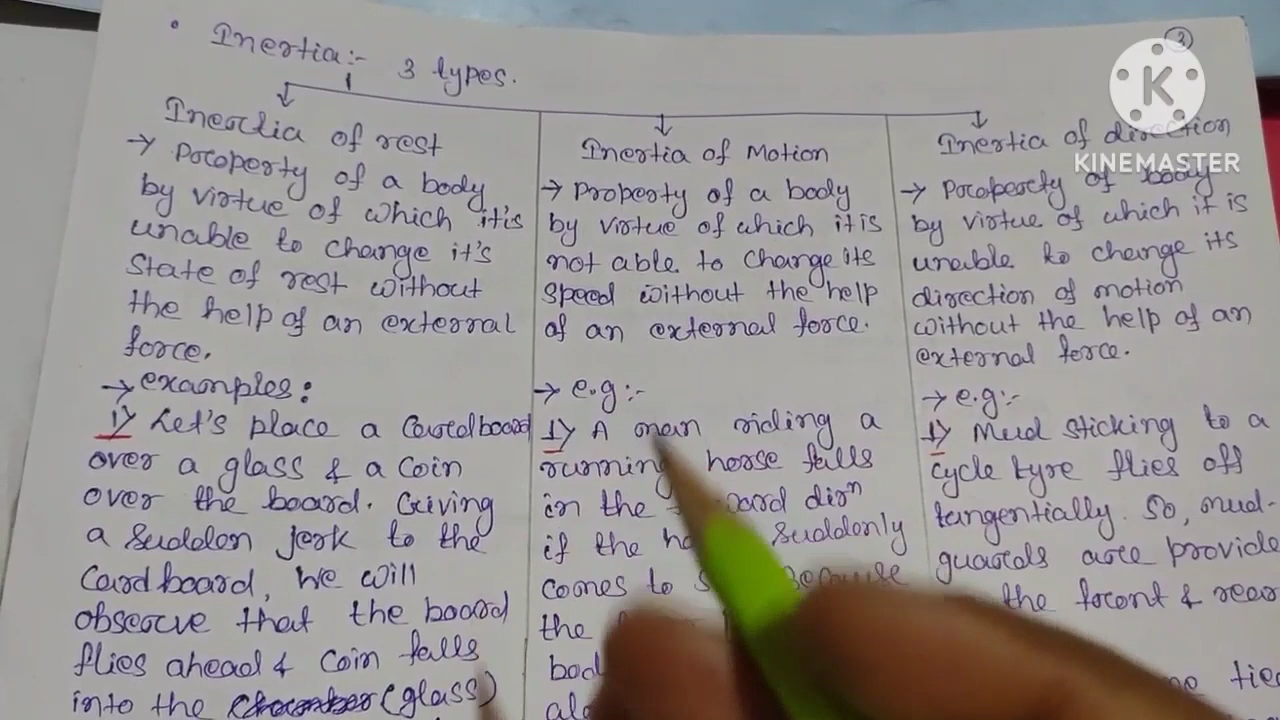 • Inertia:- 3 types.
3
K
KINEMASTER
Inertia of rest
→ Property of a body
by virtue of which it's
unable to change it's
state of rest without
the help of an external
force.
→ examples:
1) Let's place a Cardboard
over a glass & a coin
over the board. Giving
a sudden jerk to the
Cardboard, we will
observe that the board
flies ahead & coin falls
into the (glass)
Inertia of Motion
→ Property of a body
by virtue of which it is
not able to change its
speed without the help
of an external force.
→ e.g:-
1) A man riding a
running horse falls
in the dirⁿ
if the suddenly
comes to Because
the
Inertia of direction
→ Property of body
by virtue of which it is
unable to change its
direction of motion
without the help of an
external force.
→ e.g:-
1) Mud sticking to a
cycle tyre flies off
tangentially. So, mud-
guards are provide
the front & rear